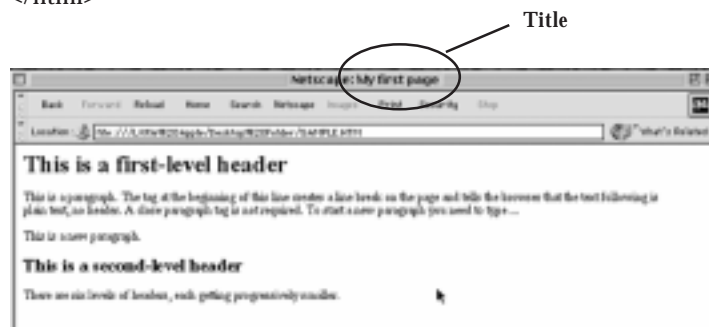 </html>
Title
Netscape: My first page
Back Forward Reload Home Search Netscape Images Print Security Stop
Location: SAMPLE.HTM What's Related
This is a first-level header
This is a paragraph. The tag at the beginning of this line creates a line break on the page and tells the browser that the text following is
plain text, no header. A close paragraph tag is not required. To start a new paragraph you need to type ...
This is a new paragraph.
This is a second-level header
There are six levels of headers, each getting progressively smaller.